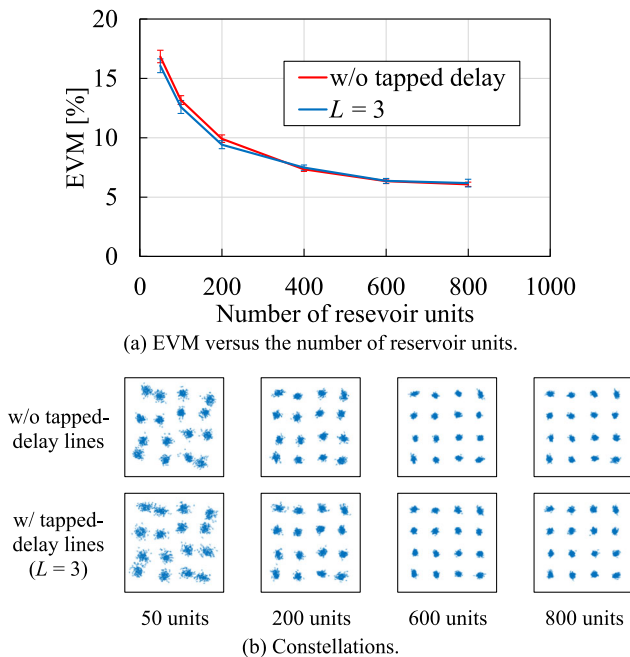 20
15
10
5
0
EVM [%]
w/o tapped delay
L = 3
0 200 400 600 800 1000
Number of resevoir units
(a) EVM versus the number of reservoir units.
w/o tapped-
delay lines
w/ tapped-
delay lines
(L = 3)
50 units 200 units 600 units 800 units
(b) Constellations.